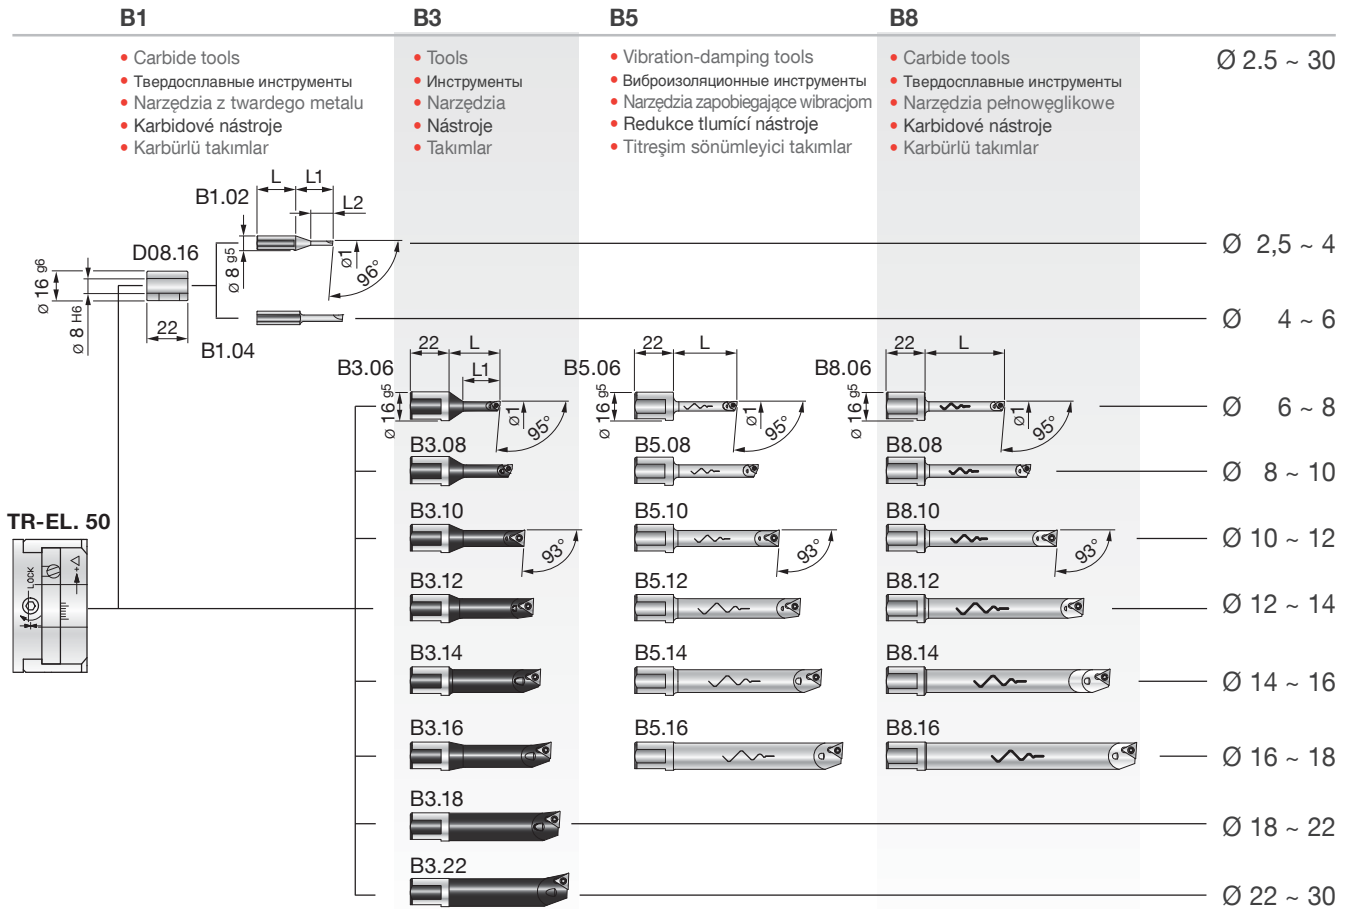 B1
B3
B5
B8
• Carbide tools
• Твердосплавные инструменты
• Narzędzia z twardego metalu
• Karbidové nástroje
• Karbürlü takımlar
• Tools
• Инструменты
• Narzędzia
• Nástroje
• Takımlar
• Vibration-damping tools
• Виброизоляционные инструменты
• Narzędzia zapobiegające wibracjom
• Redukce tlumící nástroje
• Titreşim sönümleyici takımlar
• Carbide tools
• Твердосплавные инструменты
• Narzędzia pełnowęglikowe
• Karbidové nástroje
• Karbürlü takımlar
Ø 2.5 ~ 30
B1.02
L
L1
L2
Ø 8 g5
Ø1
96°
Ø 2,5 ~ 4
D08.16
Ø 16 g6
Ø 8 H6
22
B1.04
Ø 4 ~ 6
B3.06
22
L
L1
Ø 16 g5
Ø1
95°
B5.06
22
L
Ø 16 g5
Ø1
95°
B8.06
22
L
Ø 16 g5
Ø1
95°
Ø 6 ~ 8
B3.08
B5.08
B8.08
Ø 8 ~ 10
B3.10
93°
B5.10
93°
B8.10
93°
Ø 10 ~ 12
TR-EL. 50
LOCK
+
B3.12
B5.12
B8.12
Ø 12 ~ 14
B3.14
B5.14
B8.14
Ø 14 ~ 16
B3.16
B5.16
B8.16
Ø 16 ~ 18
B3.18
Ø 18 ~ 22
B3.22
Ø 22 ~ 30